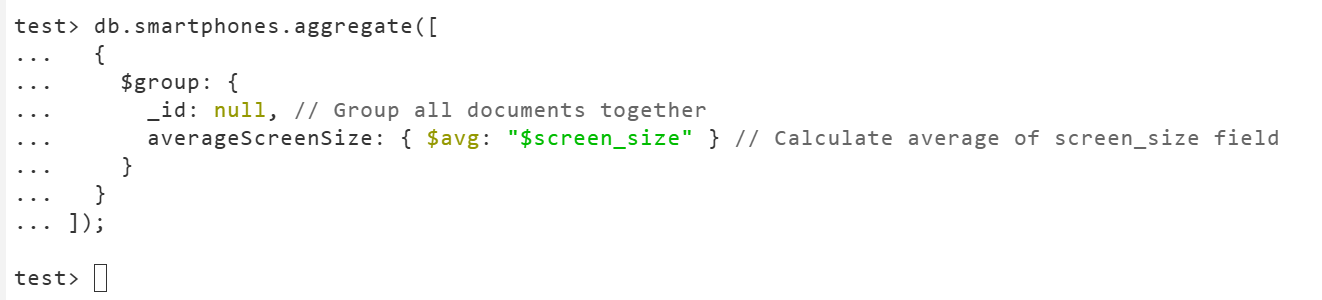 test> db.smartphones.aggregate([
...   {
...     $group: {
...       _id: null, // Group all documents together
...       averageScreenSize: { $avg: "$screen_size" } // Calculate average of screen_size field
...     }
...   }
... ]);
test>